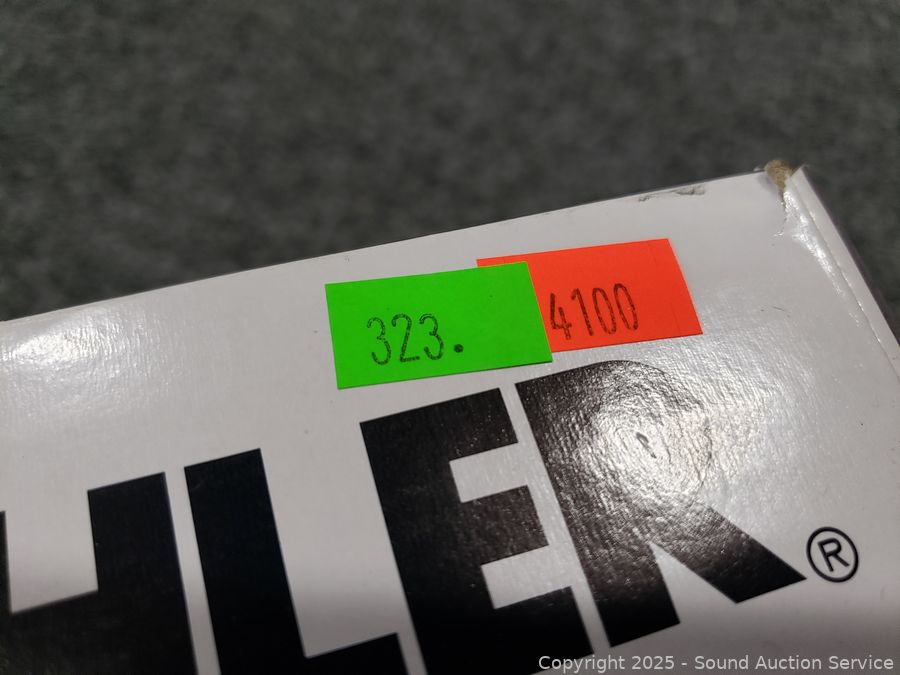 323.
4100
HLER®
Copyright 2025 - Sound Auction Service